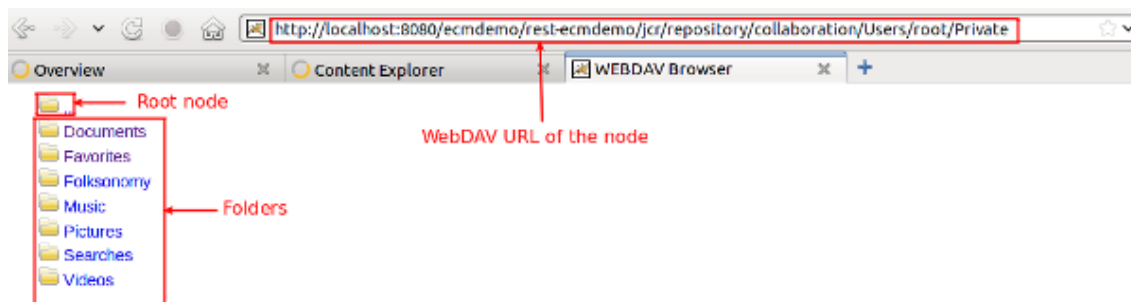 http://localhost:8080/ecmdemo/rest-ecmdemo/jcr/repository/collaboration/Users/root/Private
Overview Content Explorer WEBDAV Browser
.. Root node
Documents
WebDAV URL of the node
Favorites
Folksonomy
Music
Folders
Pictures
Searches
Videos